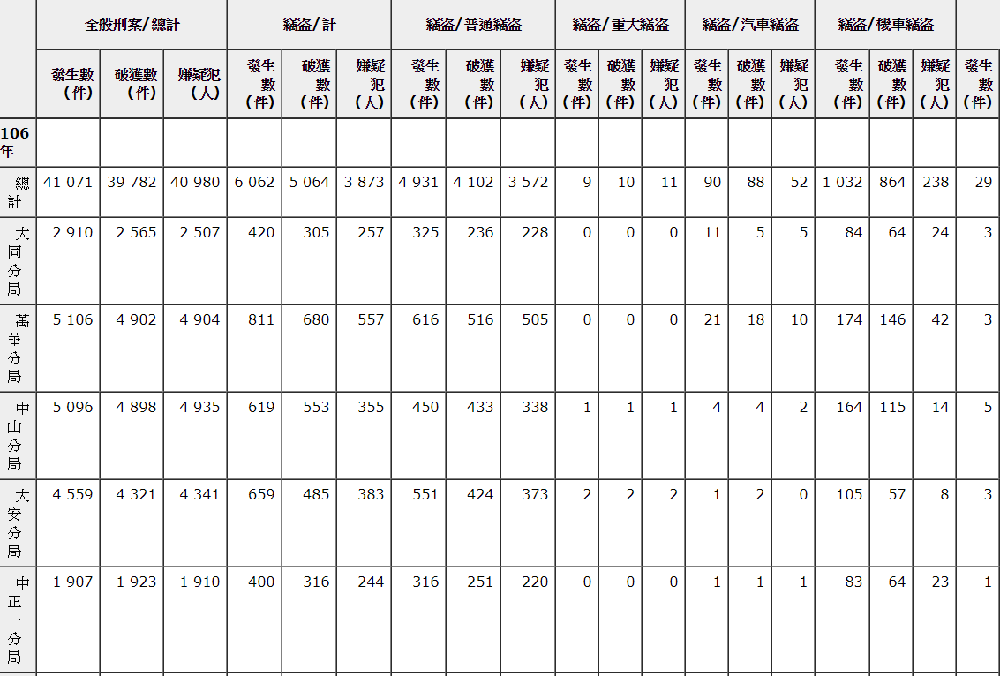 全般刑案/總計 竊盜/計 竊盜/普通竊盜 竊盜/重大竊盜 竊盜/汽車竊盜 竊盜/機車竊盜
發生數（件） 破獲數（件） 嫌疑犯（人） 發生數（件） 破獲數（件） 嫌疑犯（人） 發生數（件） 破獲數（件） 嫌疑犯（人） 發生數（件） 破獲數（件） 嫌疑犯（人） 發生數（件） 破獲數（件） 嫌疑犯（人） 發生數（件） 破獲數（件） 嫌疑犯（人） 發生數（件）
106年
總計 41 071 39 782 40 980 6 062 5 064 3 873 4 931 4 102 3 572 9 10 11 90 88 52 1 032 864 238 29
大同分局 2 910 2 565 2 507 420 305 257 325 236 228 0 0 0 11 5 5 84 64 24 3
萬華分局 5 106 4 902 4 904 811 680 557 616 516 505 0 0 0 21 18 10 174 146 42 3
中山分局 5 096 4 898 4 935 619 553 355 450 433 338 1 1 1 4 4 2 164 115 14 5
大安分局 4 559 4 321 4 341 659 485 383 551 424 373 2 2 2 1 2 0 105 57 8 3
中正一分局 1 907 1 923 1 910 400 316 244 316 251 220 0 0 0 1 1 1 83 64 23 1